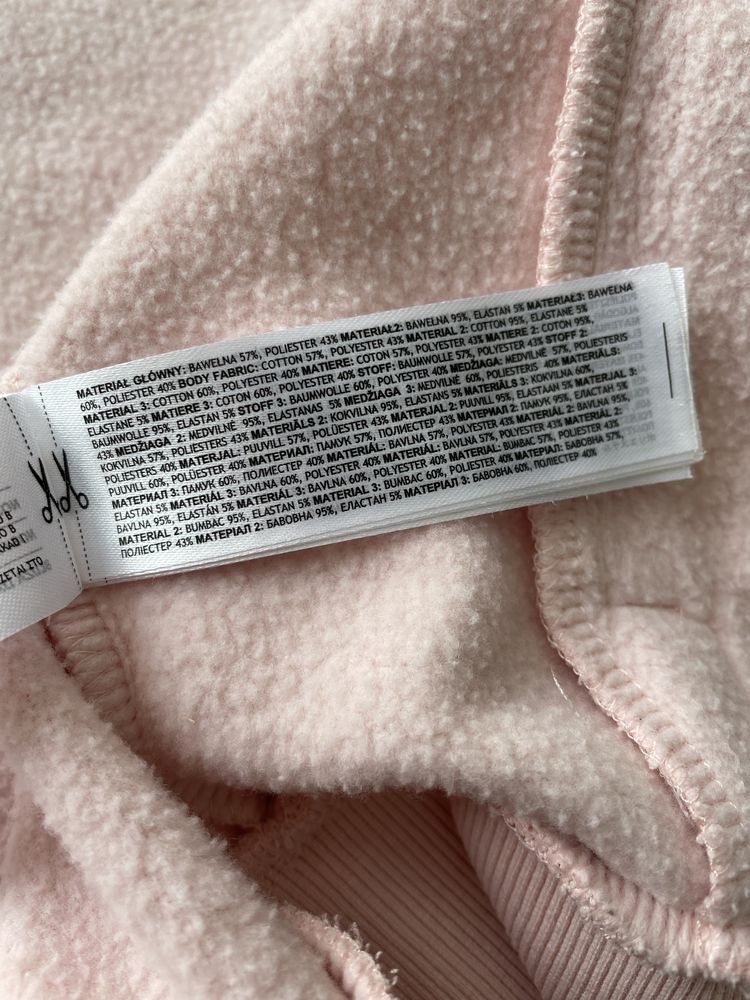 MATERIAŁ GŁÓWNY: BAWEŁNA 57%, POLIESTER 43% MATERIAŁ2: BAWEŁNA 95%, ELASTAN 5% MATERIAŁ3: BAWEŁNA
60%, POLIESTER 40% BODY FABRIC: COTTON 57%, POLYESTER 43% MATERIAL 2: COTTON 95%, ELASTANE 5%
MATERIAL 3: COTTON 60%, POLYESTER 40% MATIERE: COTON 57%, POLYESTER 43% MATIERE 2: COTON 95%,
ELASTANE 5% MATIERE 3: COTON 60%, POLYESTER 40% STOFF: BAUMWOLLE 57%, POLYESTER 43% STOFF 2:
BAUMWOLLE 95%, ELASTAN 5% STOFF 3: BAUMWOLLE 60%, POLYESTER 40% MEDŽIAGA: MEDVILNĖ 57%, POLIESTERIS
43% MEDŽIAGA 2: MEDVILNĖ 95%, ELASTANAS 5% MEDŽIAGA 3: MEDVILNĖ 60%, POLIESTERIS 40% MATERIĀLS:
KOKVILNA 57%, POLIESTERS 43% MATERIĀLS 2: KOKVILNA 95%, ELASTANS 5% MATERIĀLS 3: KOKVILNA 60%,
POLIESTERS 40% MATERJAL: PUUVILL 57%, POLÜESTER 43% MATERJAL 2: PUUVILL 95%, ELASTAAN 5% MATERJAL 3:
PUUVILL 60%, POLÜESTER 40% МАТЕРИАЛ: ПАМУК 57%, ПОЛИЕСТЕР 43% МАТЕРИАЛ 2: ПАМУК 95%, ЕЛАСТАН 5%
МАТЕРИАЛ 3: ПАМУК 60%, ПОЛИЕСТЕР 40% MATERIÁL: BAVLNA 57%, POLYESTER 43% MATERIÁL 2: BAVLNA 95%,
ELASTAN 5% MATERIÁL 3: BAVLNA 60%, POLYESTER 40% MATERIÁL: BAVLNA 57%, POLYESTER 43% MATERIÁL 2:
BAVLNA 95%, ELASTÁN 5% MATERIÁL 3: BAVLNA 60%, POLYESTER 40% MATERIAL: BUMBAC 57%, POLIESTER 43%
MATERIAL 2: BUMBAC 95%, ELASTAN 5% MATERIAL 3: BUMBAC 60%, POLIESTER 40% МАТЕРІАЛ: БАВОВНА 57%,
ПОЛІЕСТЕР 43% МАТЕРІАЛ 2: БАВОВНА 95%, ЕЛАСТАН 5% МАТЕРІАЛ 3: БАВОВНА 60%, ПОЛІЕСТЕР 40%